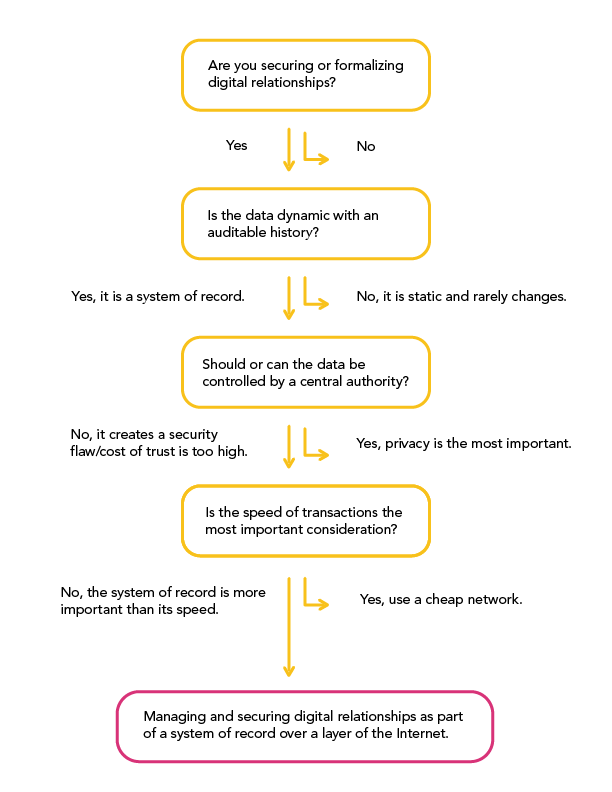 Are you securing or formalizing
digital relationships?
Yes
No
Is the data dynamic with an
auditable history?
Yes, it is a system of record.
No, it is static and rarely changes.
Should or can the data be
controlled by a central authority?
No, it creates a security
flaw/cost of trust is too high.
Yes, privacy is the most important.
Is the speed of transactions the
most important consideration?
No, the system of record is more
important than its speed.
Yes, use a cheap network.
Managing and securing digital relationships as part
of a system of record over a layer of the Internet.